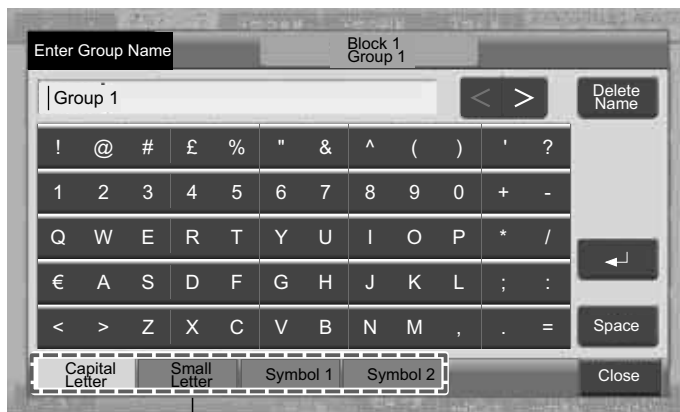 Enter Group Name
Block 1
Group 1
Group 1
< >
Delete
Name
! @ # £ % " & ^ ( ) ' ?
1 2 3 4 5 6 7 8 9 0 + -
Q W E R T Y U I O P * /
€ A S D F G H J K L ; :
< > Z X C V B N M , . =
Space
Capital
Letter
Small
Letter
Symbol 1
Symbol 2
Close